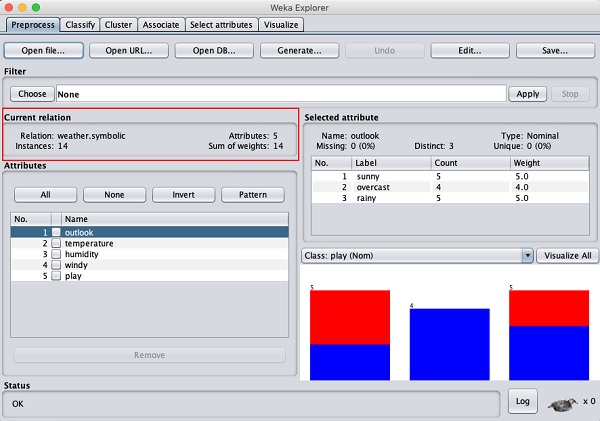 Weka Explorer
Preprocess Classify Cluster Associate Select attributes Visualize
Open file... Open URL... Open DB... Generate... Undo Edit... Save...
Filter
Choose None Apply Stop
Current relation
Relation: weather.symbolic Attributes: 5
Instances: 14 Sum of weights: 14
Attributes
All None Invert Pattern
No. Name
1 outlook
2 temperature
3 humidity
4 windy
5 play
Remove
Selected attribute
Name: outlook Type: Nominal
Missing: 0 (0%) Distinct: 3 Unique: 0 (0%)
No. Label Count Weight
1 sunny 5 5.0
2 overcast 4 4.0
3 rainy 5 5.0
Class: play (Nom) Visualize All
5 4 5
Status
OK Log x 0